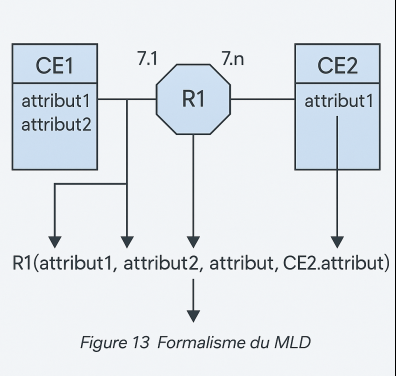 7.1 7.n
CE1 R1 CE2
attribut1 attribut1
attribut2
R1(attribut1, attribut2, attribut, CE2.attribut)
Figure 13 Formalisme du MLD